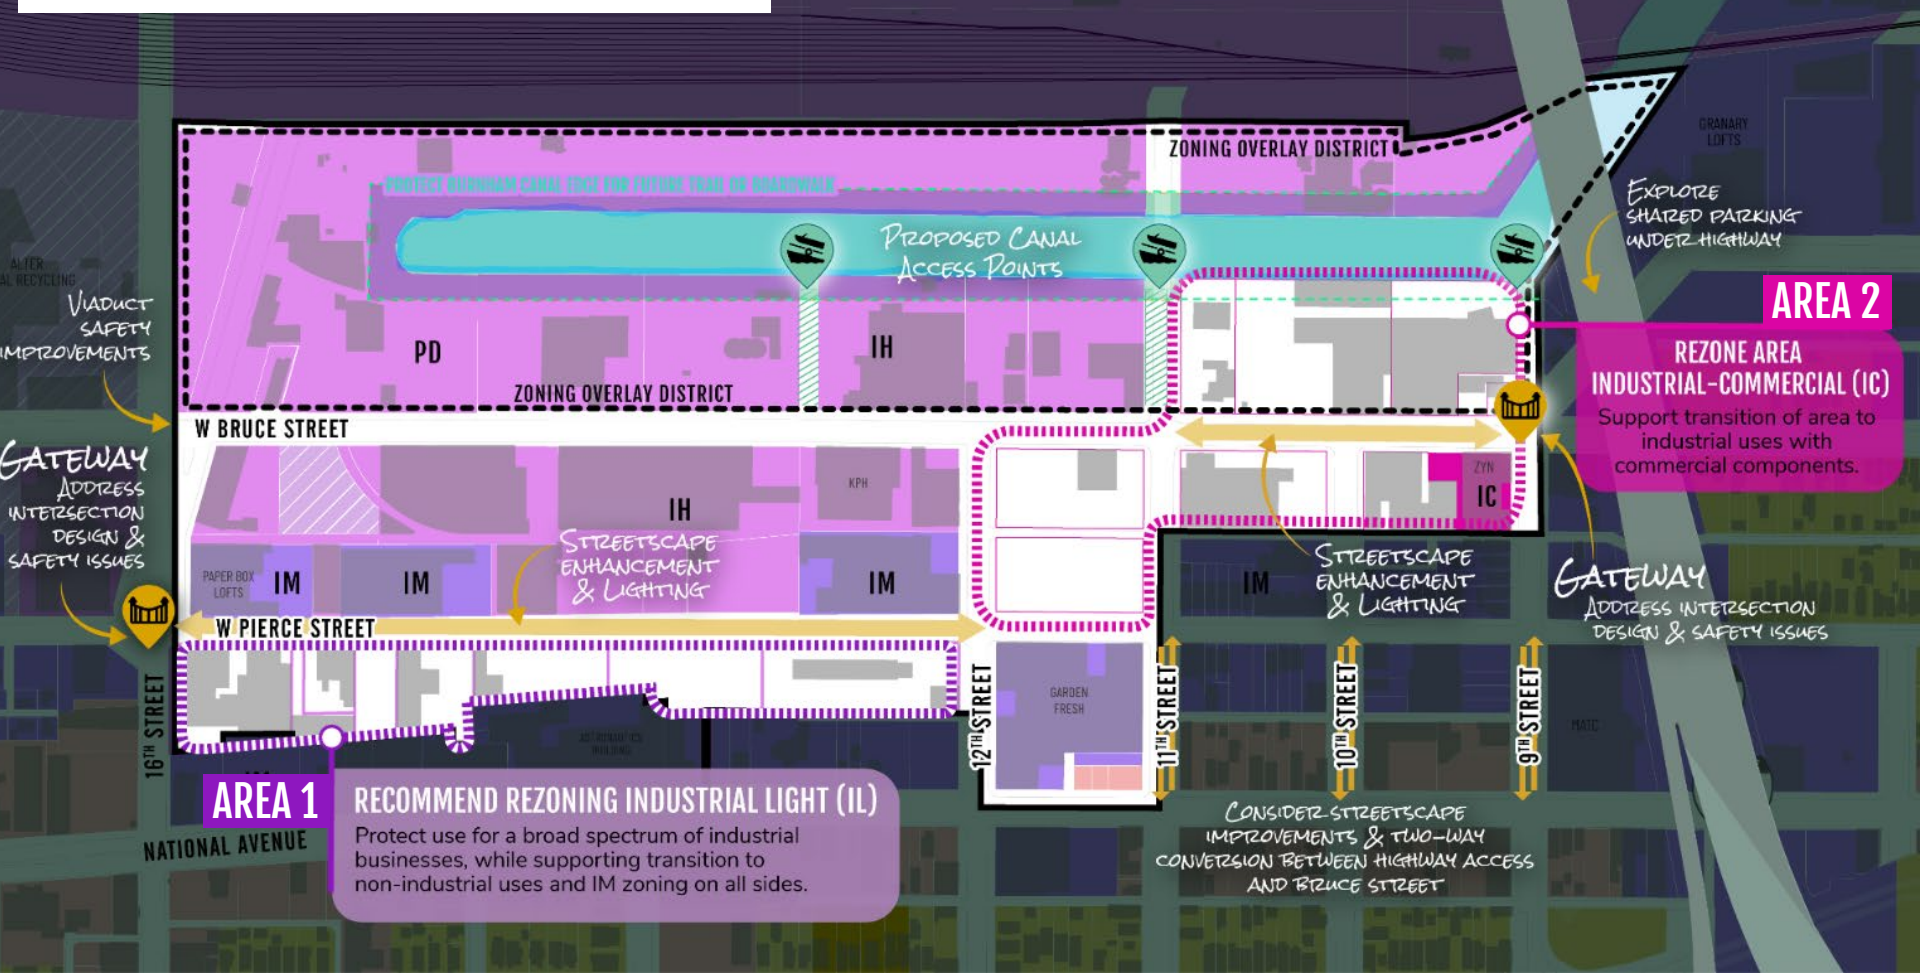 GRANARY
LOFTS
ZONING OVERLAY DISTRICT
PROTECT BURNHAM CANAL EDGE FOR FUTURE TRAIL OR BOARDWALK
EXPLORE
SHARED PARKING
UNDER HIGHWAY
PROPOSED CANAL
ACCESS POINTS
ALTER
AL RECYCLING
VIADUCT
SAFETY
IMPROVEMENTS
AREA 2
REZONE AREA
INDUSTRIAL-COMMERCIAL (IC)
Support transition of area to
industrial uses with
commercial components.
PD
IH
ZONING OVERLAY DISTRICT
W BRUCE STREET
GATEWAY
ADDRESS
INTERSECTION
DESIGN &
SAFETY ISSUES
KPH
ZYN
IC
IH
STREETSCAPE
ENHANCEMENT
& LIGHTING
STREETSCAPE
ENHANCEMENT
& LIGHTING
PAPER BOX
LOFTS
IM
IM
IM
IM
GATEWAY
ADDRESS INTERSECTION
DESIGN & SAFETY ISSUES
W PIERCE STREET
16TH STREET
12TH STREET
GARDEN
FRESH
11TH STREET
10TH STREET
9TH STREET
MATC
ASTRONAUTICS
BUILDING
AREA 1
RECOMMEND REZONING INDUSTRIAL LIGHT (IL)
Protect use for a broad spectrum of industrial
businesses, while supporting transition to
non-industrial uses and IM zoning on all sides.
NATIONAL AVENUE
CONSIDER STREETSCAPE
IMPROVEMENTS & TWO-WAY
CONVERSION BETWEEN HIGHWAY ACCESS
AND BRUCE STREET